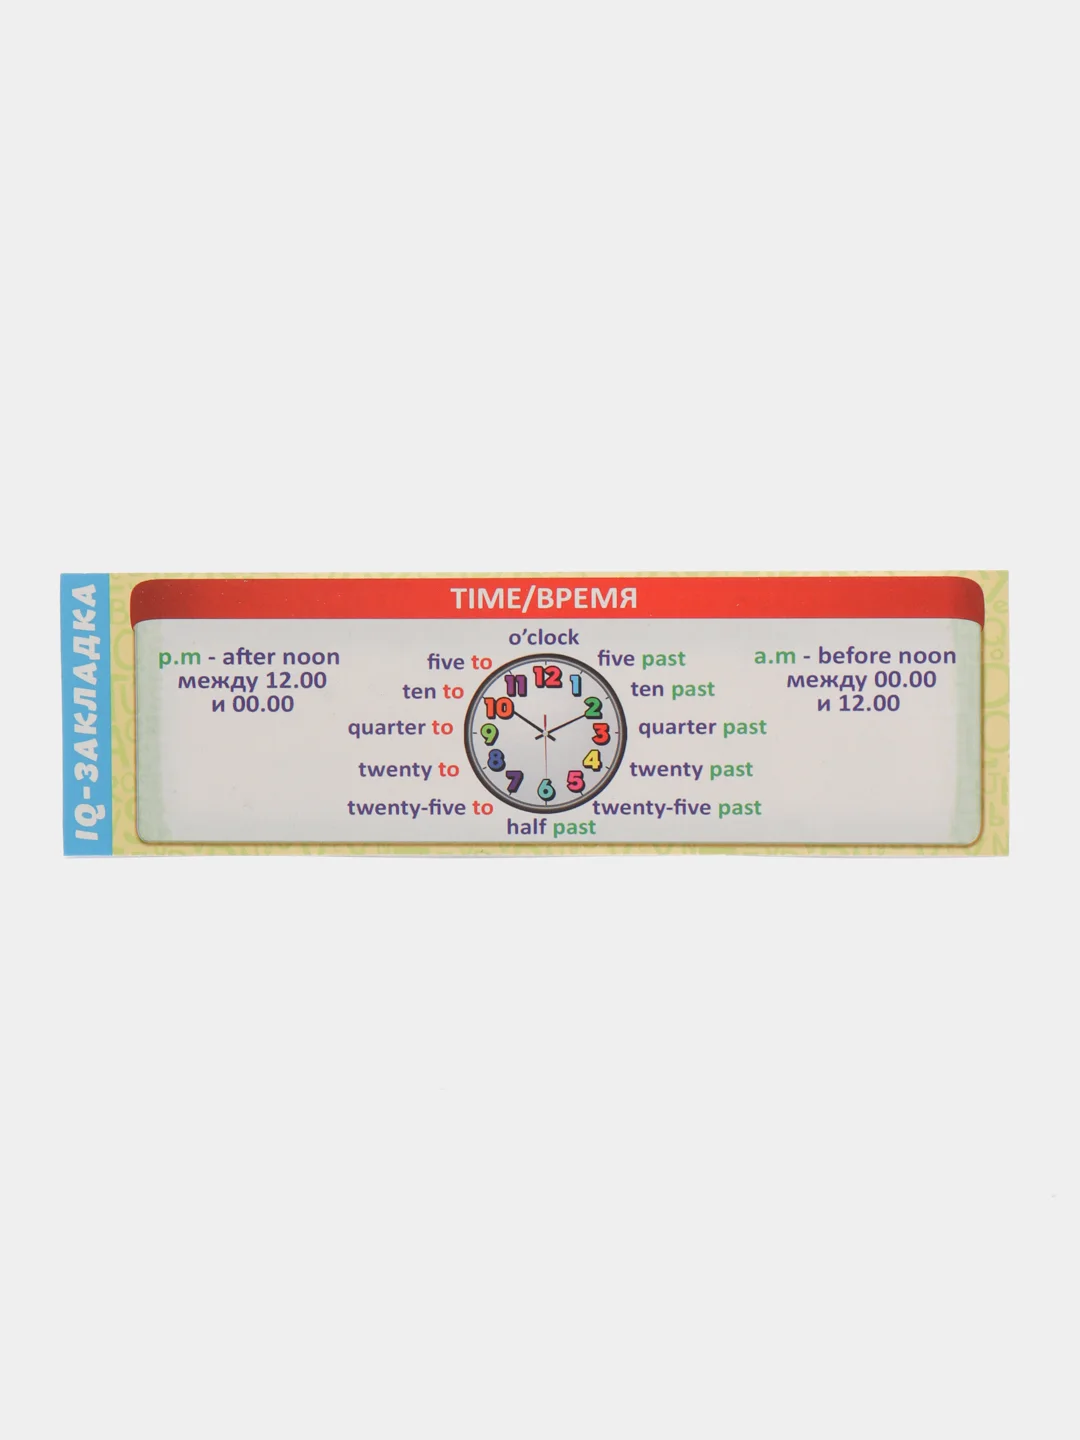 IQ-ЗАКЛАДКА
TIME/ВРЕМЯ
p.m - after noon
между 12.00
и 00.00
o’clock
five to
five past
ten to
ten past
quarter to
quarter past
twenty to
twenty past
twenty-five to
twenty-five past
half past
12
11
1
10
2
9
3
8
4
7
5
6
a.m - before noon
между 00.00
и 12.00